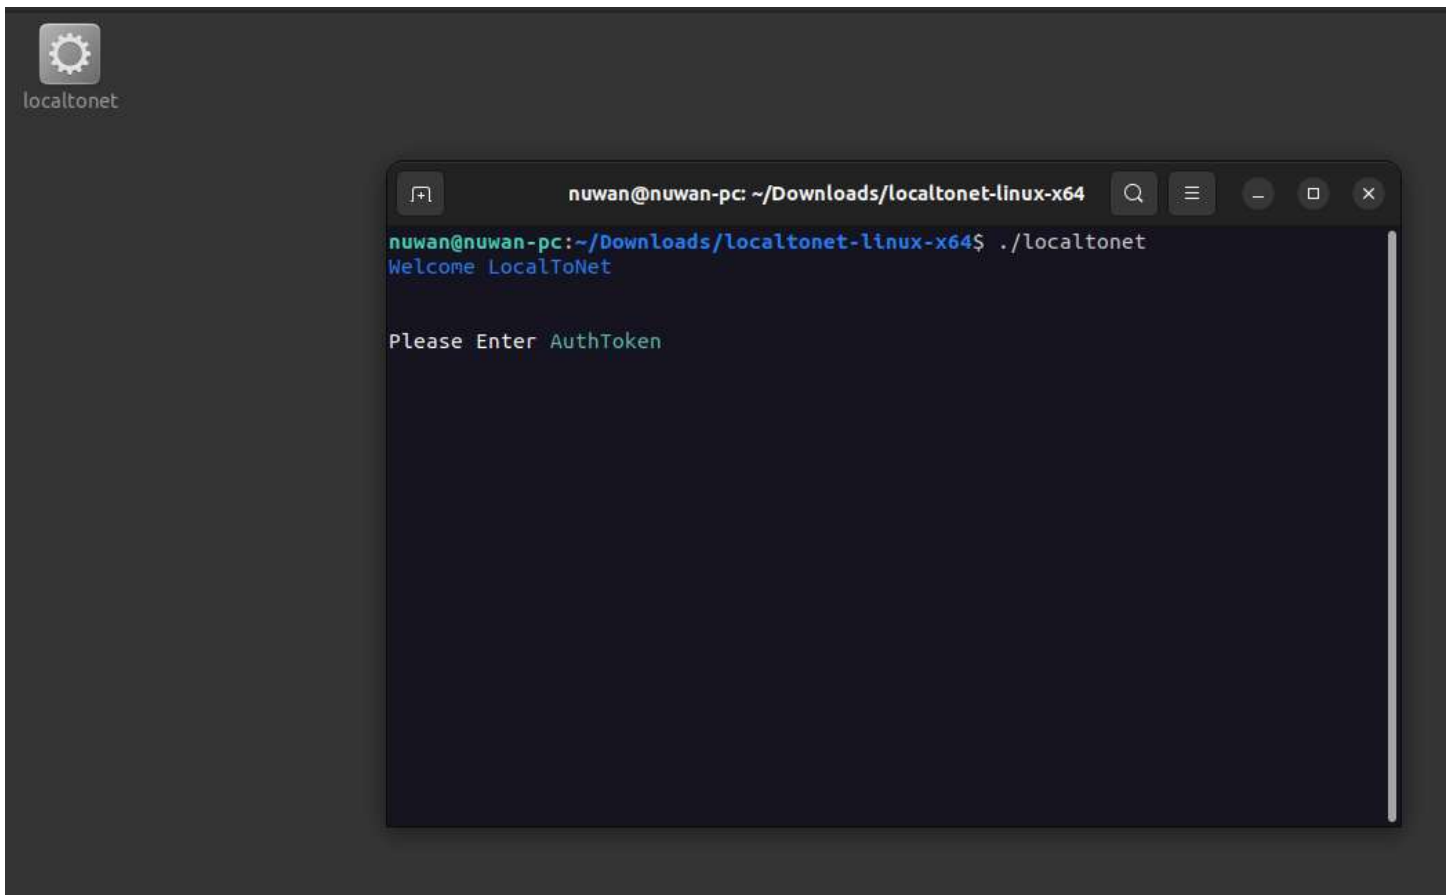 localtonet
nuwan@nuwan-pc: ~/Downloads/localtonet-linux-x64
nuwan@nuwan-pc:~/Downloads/localtonet-linux-x64$ ./localtonet
Welcome LocalToNet
Please Enter AuthToken